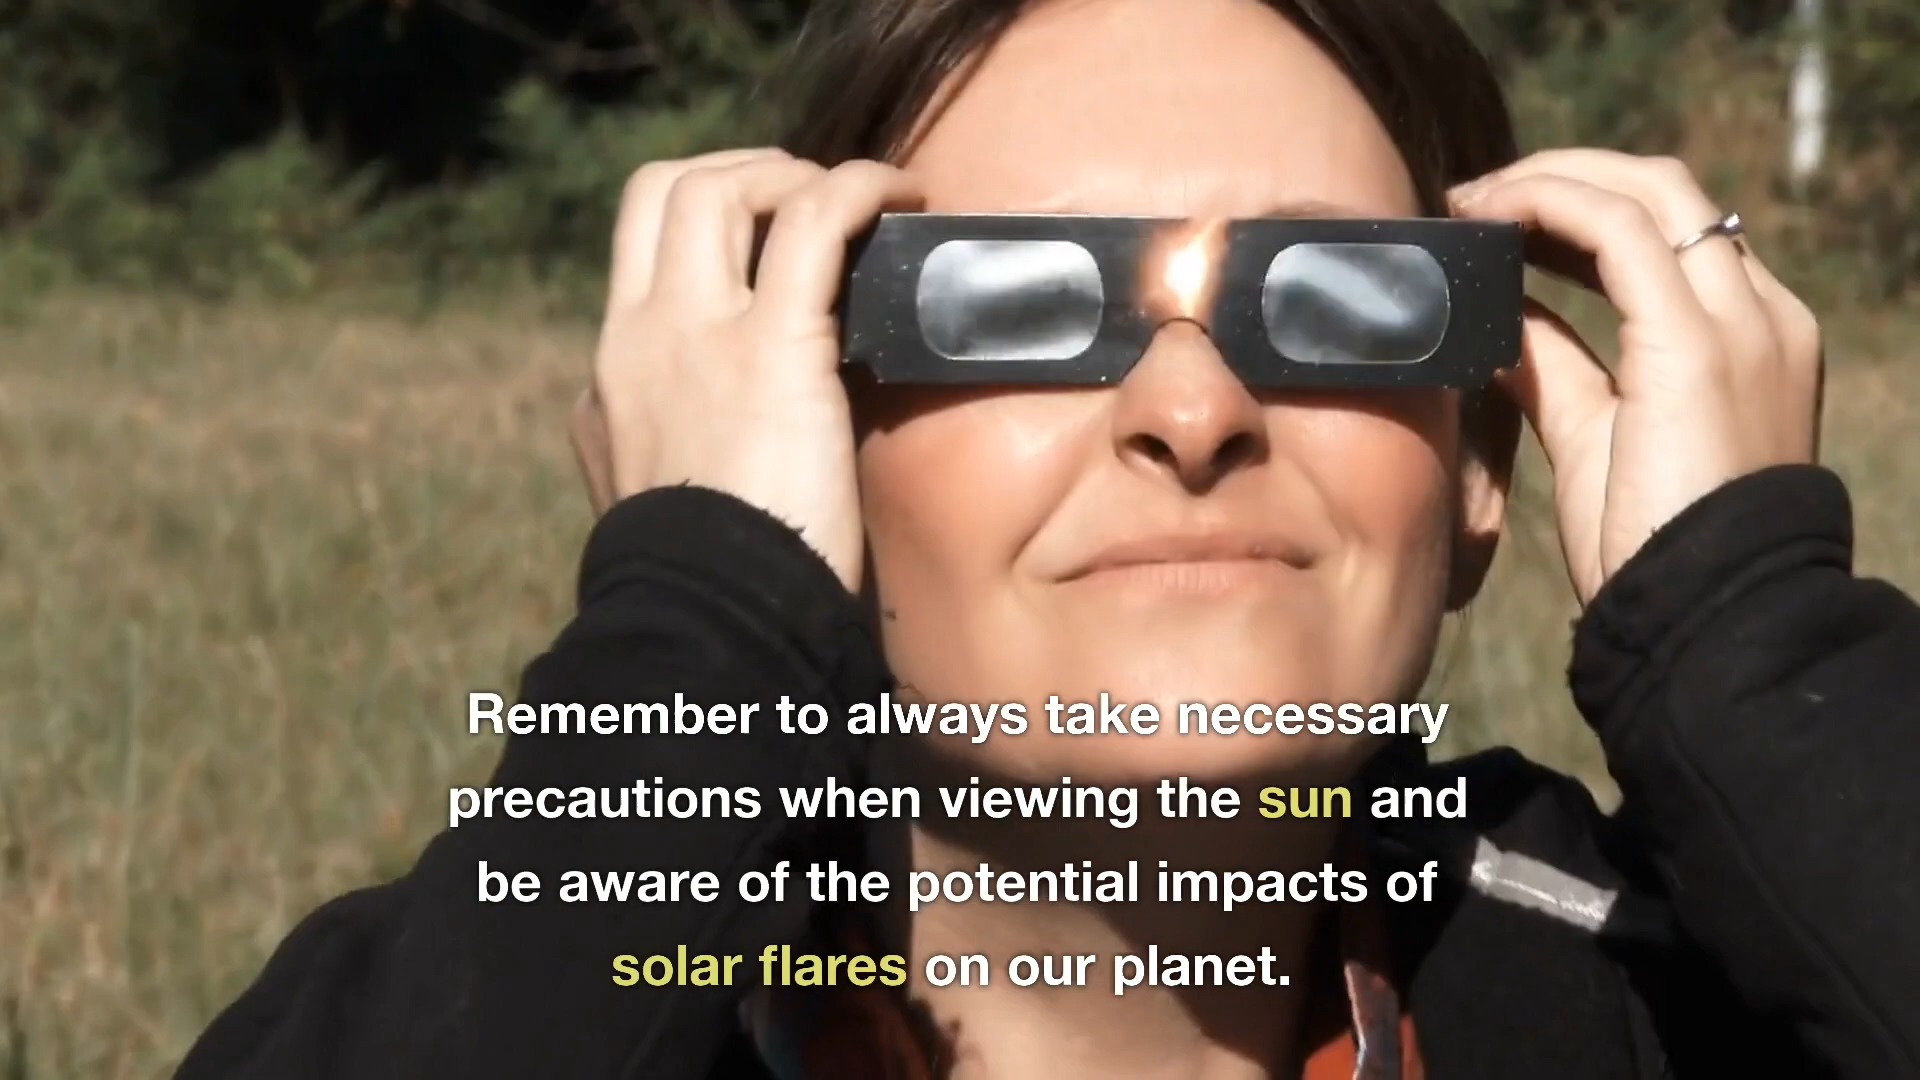 Remember to always take necessary
precautions when viewing the sun and
be aware of the potential impacts of
solar flares on our planet.